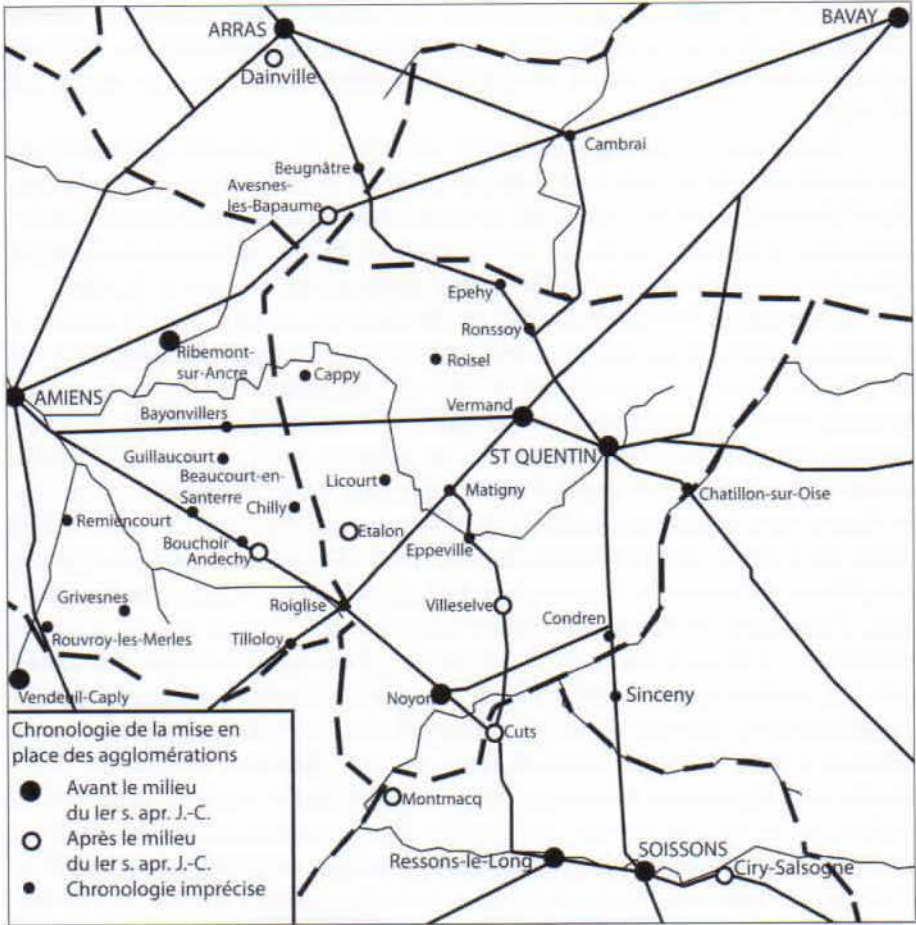 ARRAS
BAVAY
Dainville
Cambrai
Beugnâtre
Avesnes-
les-Bapaume
Epehy
Ronssoy
Ribemont-
sur-Ancre
Roisel
Cappy
AMIENS
Vermand
Bayonvillers
ST QUENTIN
Guillaucourt
Beaucourt-en-
Santerre
Licourt
Matigny
Chatillon-sur-Oise
Chilly
Remiencourt
Etalon
Bouchoir
Andechy
Eppeville
Grivesnes
Roiglise
Villeselve
Condren
Rouvroy-les-Merles
Tilloloy
Vendeuil-Caply
Noyon
Sinceny
Cuts
Montmacq
Ressons-le-Long
SOISSONS
Ciry-Salsogne
Chronologie de la mise en
place des agglomérations
Avant le milieu
du Ier s. apr. J.-C.
Après le milieu
du Ier s. apr. J.-C.
Chronologie imprécise